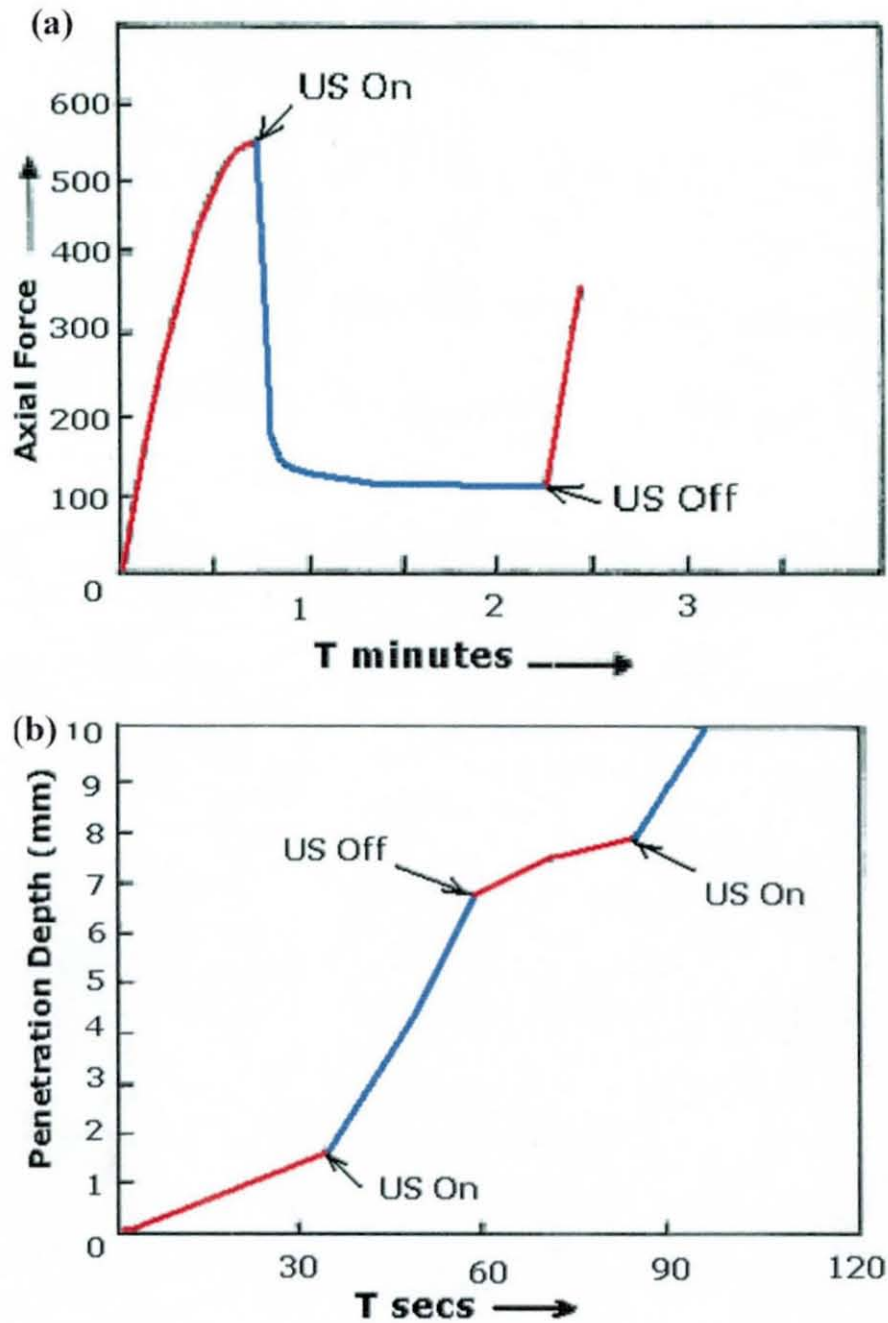 (a)
US On
600
500
400
300
200
100
0
Axial Force
US Off
1 2 3
T minutes
(b)
10
9
8
7
6
5
4
3
2
1
0
Penetration Depth (mm)
US Off
US On
US On
30 60 90 120
T secs